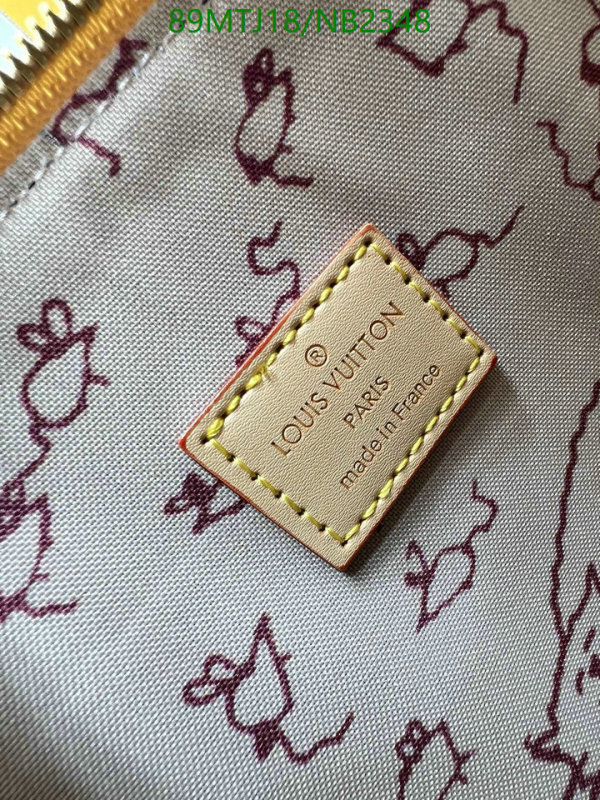 89MTJ18/NB2348
®
LOUIS VUITTON
PARIS
made in France